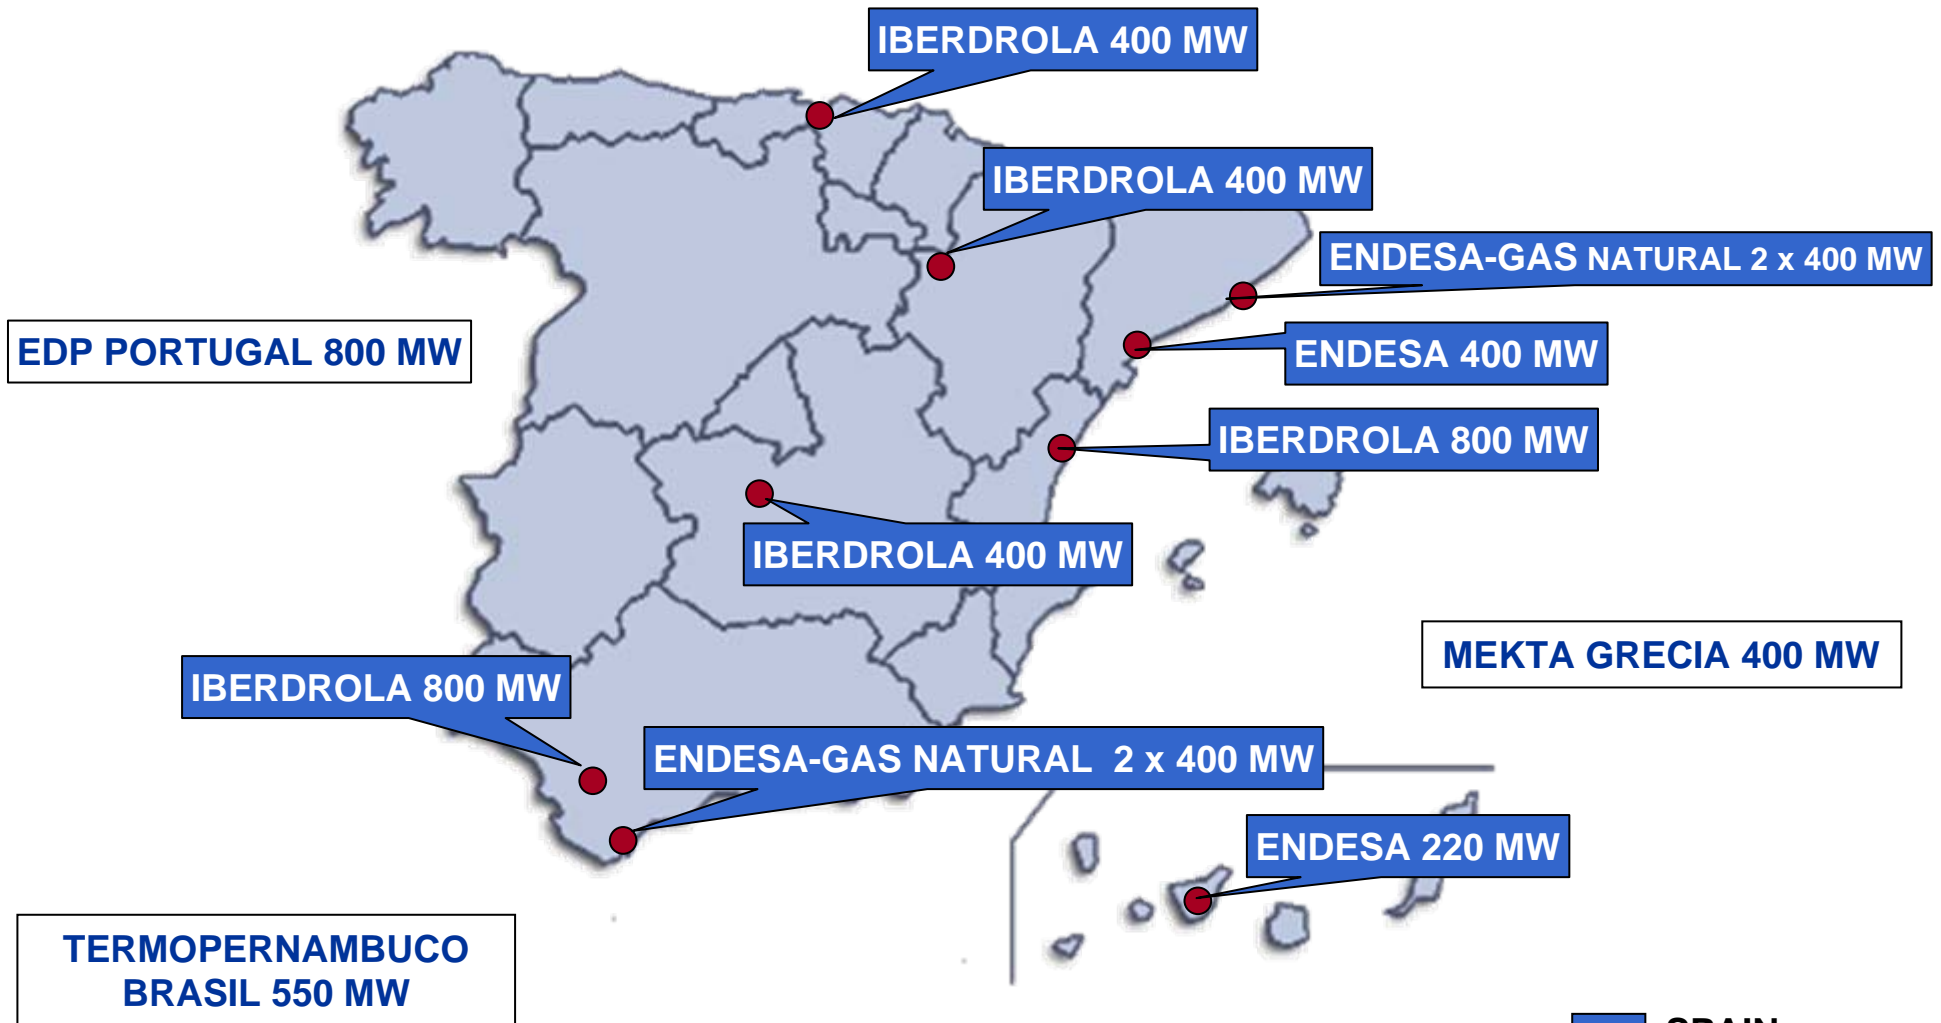 IBERDROLA 400 MW
IBERDROLA 400 MW
ENDESA-GAS NATURAL 2 x 400 MW
EDP PORTUGAL 800 MW
ENDESA 400 MW
IBERDROLA 800 MW
IBERDROLA 400 MW
MEKTA GRECIA 400 MW
IBERDROLA 800 MW
ENDESA-GAS NATURAL 2 x 400 MW
ENDESA 220 MW
TERMOPERNAMBUCO
BRASIL 550 MW
SPAIN